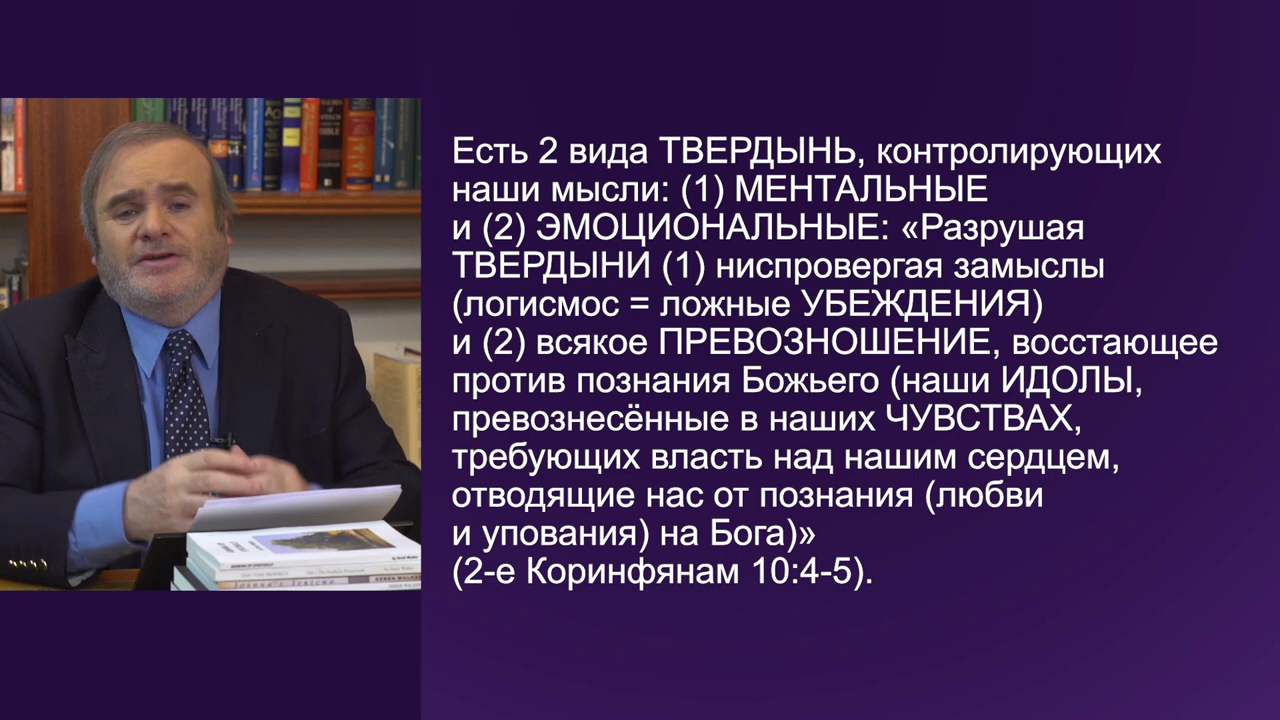 Есть 2 вида ТВЕРДЫНЬ, контролирующих
наши мысли: (1) МЕНТАЛЬНЫЕ
и (2) ЭМОЦИОНАЛЬНЫЕ: «Разрушая
ТВЕРДЫНИ (1) ниспровергая замыслы
(логисмос = ложные УБЕЖДЕНИЯ)
и (2) всякое ПРЕВОЗНОШЕНИЕ, восстающее
против познания Божьего (наши ИДОЛЫ,
превознесённые в наших ЧУВСТВАХ,
требующих власть над нашим сердцем,
отводящие нас от познания (любви
и упования) на Бога)»
(2-е Коринфянам 10:4-5).